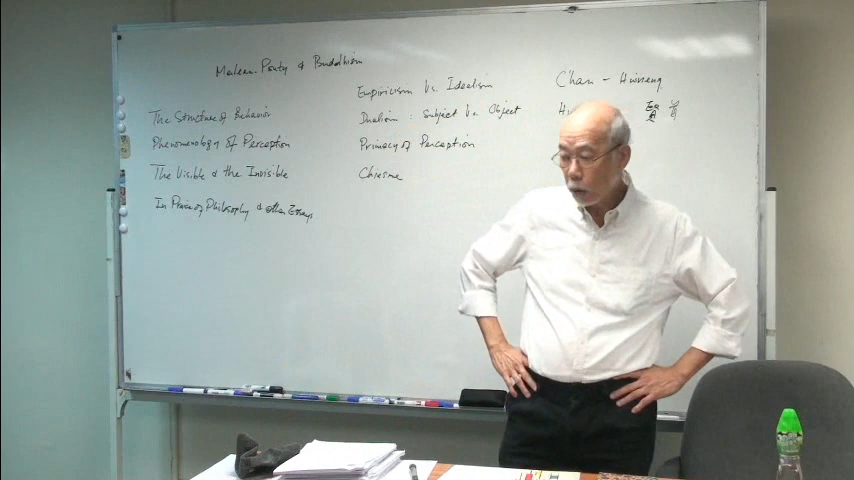 Merleau-Ponty & Buddhism
Empiricism Vs. Idealism
Chan - Huineng
The Structure of Behavior
Dualism : Subject Vs. Object
Phenomenology of Perception
Primacy of Perception
The Visible & the Invisible
Chiasma
In Praise of Philosophy & other Essays